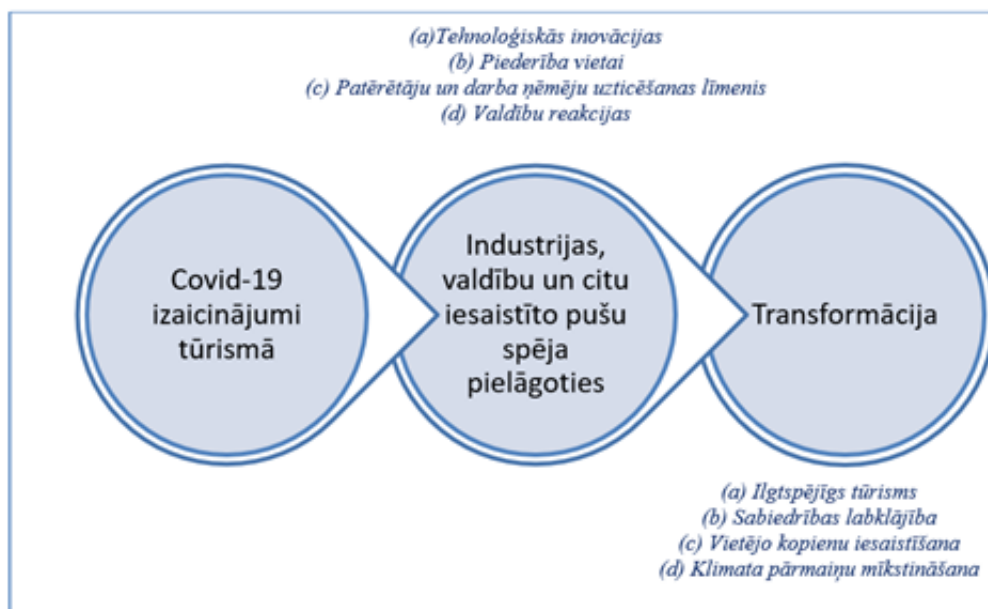 (a)Tehnoloģiskās inovācijas
(b) Piederība vietai
(c) Patērētāju un darba ņēmēju uzticēšanas līmenis
(d) Valdību reakcijas
Covid-19
izaicinājumi
tūrismā
Industrijas,
valdību un citu
iesaistīto pušu
spēja
pielāgoties
Transformācija
(a) Ilgtspējīgs tūrisms
(b) Sabiedrības labklājība
(c) Vietējo kopienu iesaistīšana
(d) Klimata pārmaiņu mīkstināšana